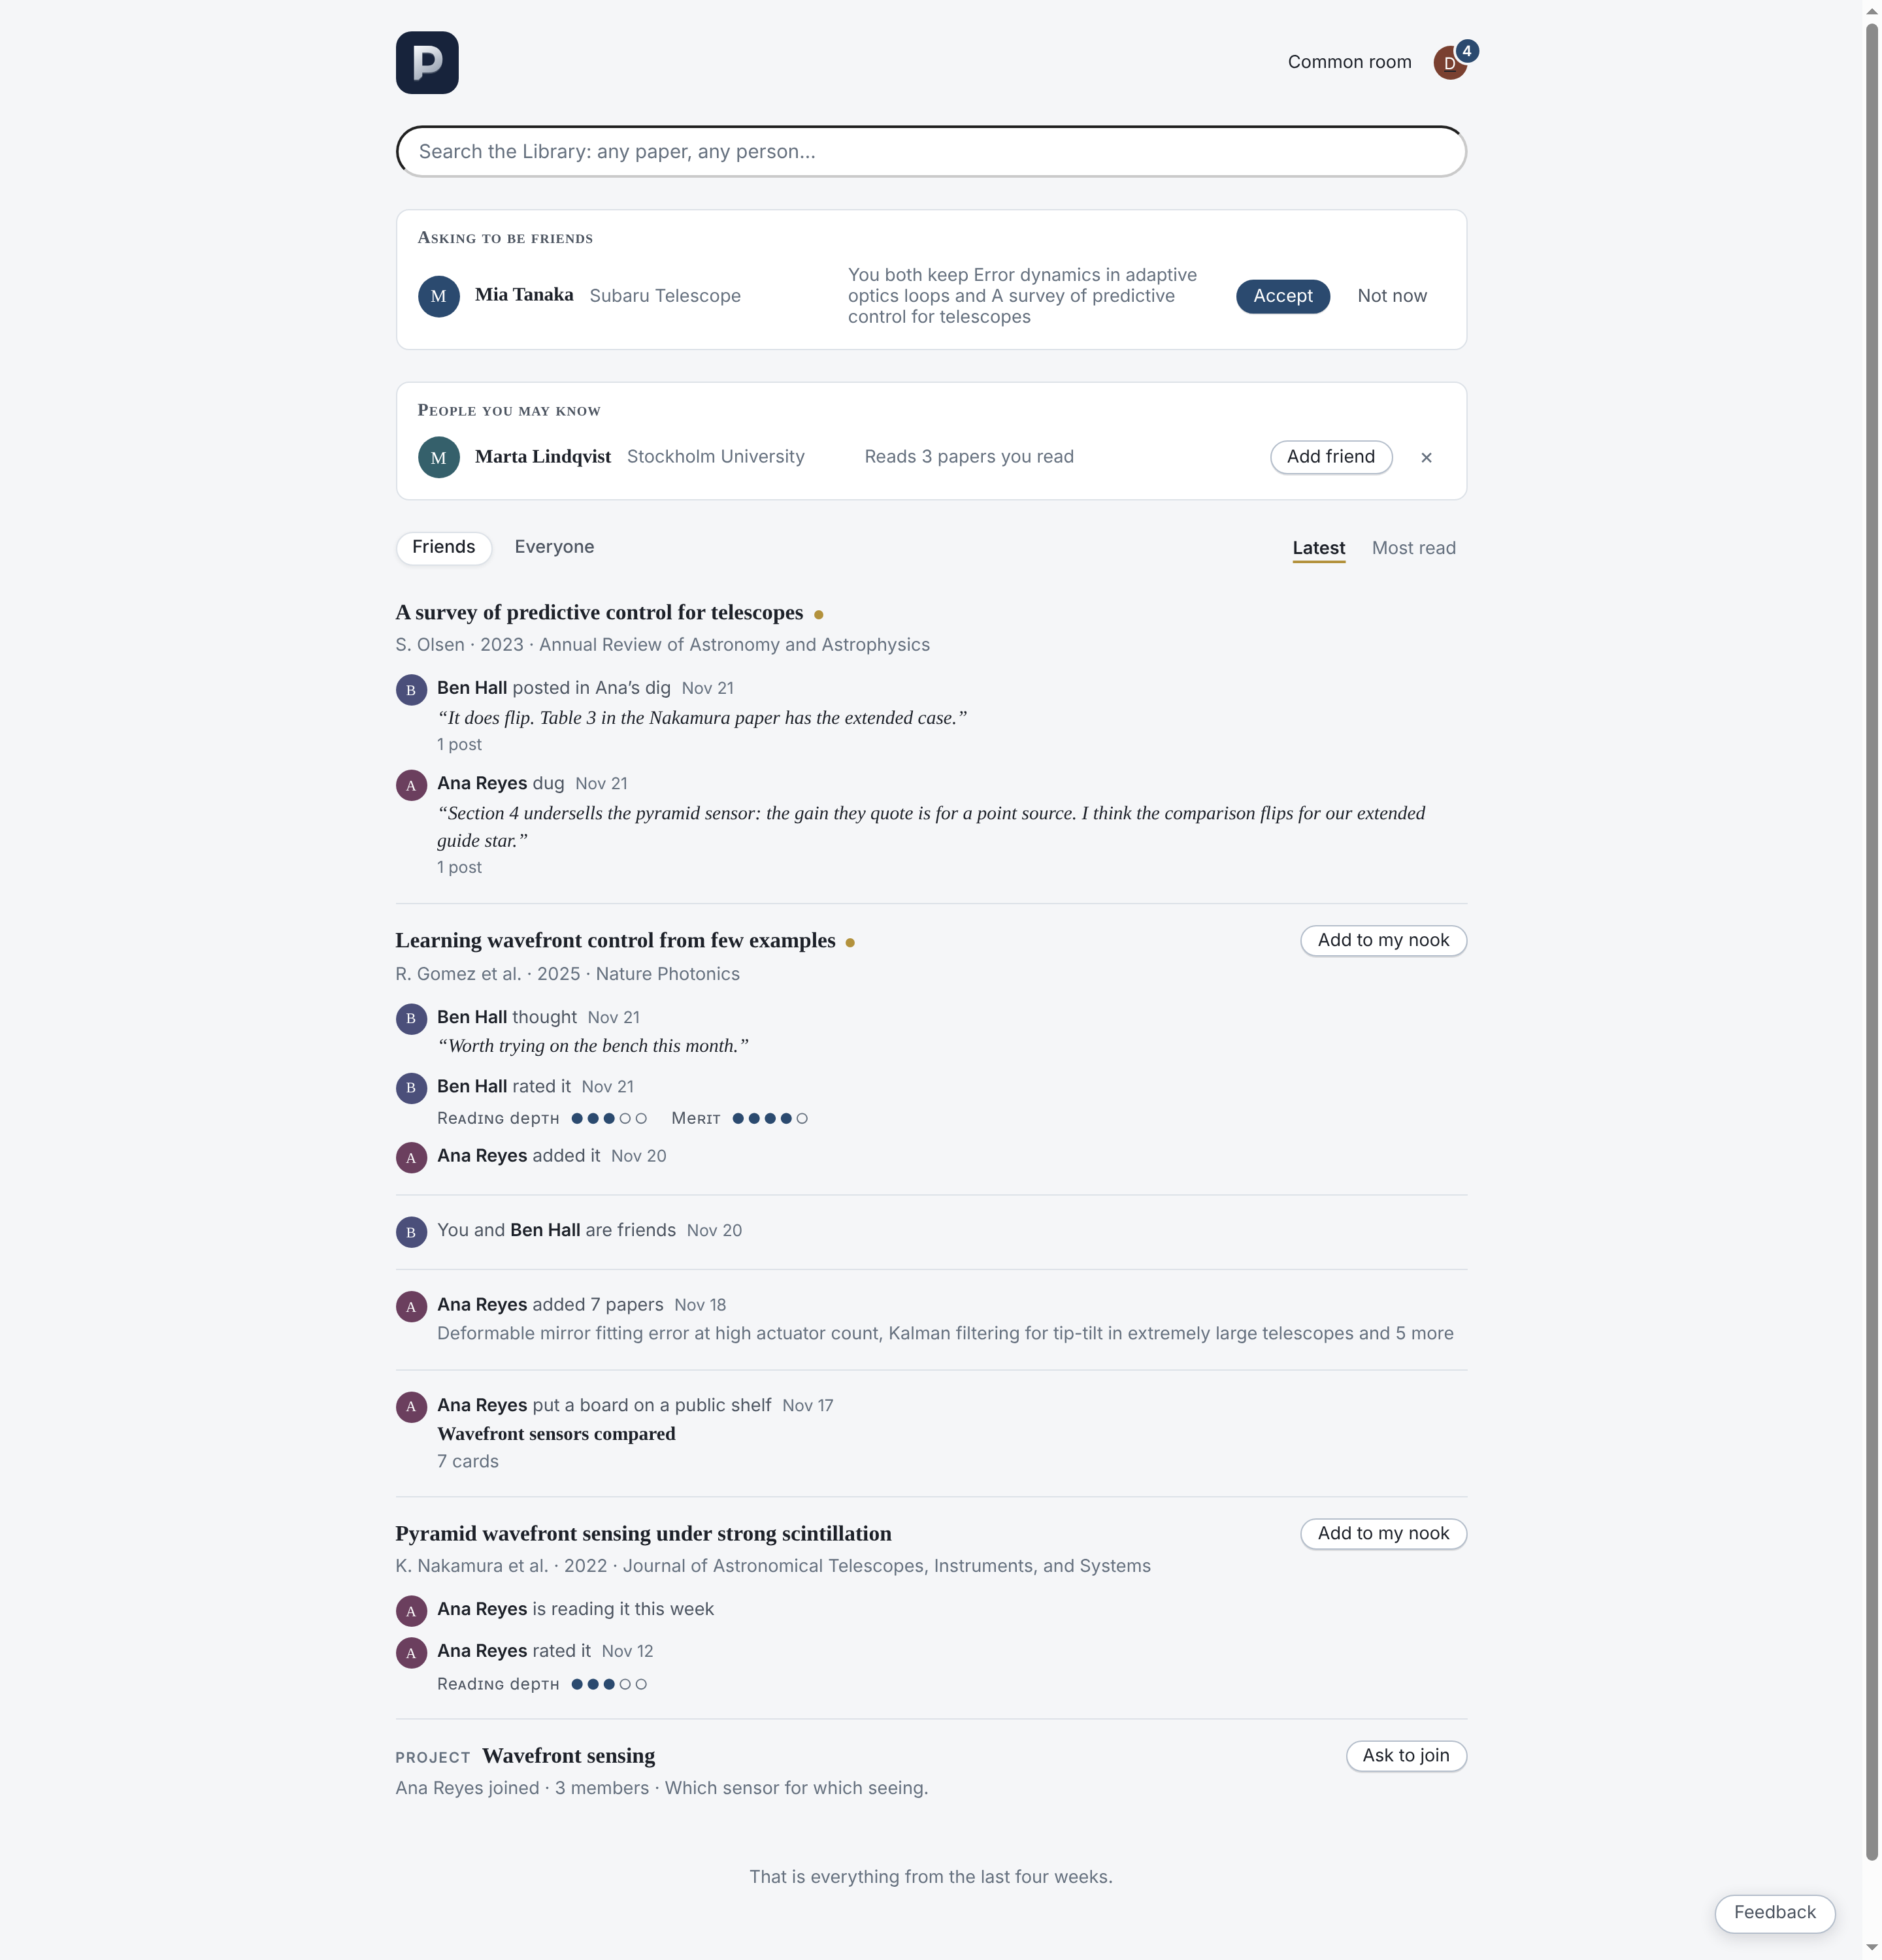 P
Common room
D
4
Search the Library: any paper, any person...
Asking to be friends
M
Mia Tanaka Subaru Telescope
You both keep Error dynamics in adaptive
optics loops and A survey of predictive
control for telescopes
Accept
Not now
People you may know
M
Marta Lindqvist Stockholm University
Reads 3 papers you read
Add friend
×
Friends Everyone
Latest Most read
A survey of predictive control for telescopes
S. Olsen · 2023 · Annual Review of Astronomy and Astrophysics
B
Ben Hall posted in Ana’s dig Nov 21
“It does flip. Table 3 in the Nakamura paper has the extended case.”
1 post
A
Ana Reyes dug Nov 21
“Section 4 undersells the pyramid sensor: the gain they quote is for a point source. I think the comparison flips for our extended
guide star.”
1 post
Learning wavefront control from few examples
Add to my nook
R. Gomez et al. · 2025 · Nature Photonics
B
Ben Hall thought Nov 21
“Worth trying on the bench this month.”
B
Ben Hall rated it Nov 21
Reading depth
Merit
A
Ana Reyes added it Nov 20
B
You and Ben Hall are friends Nov 20
A
Ana Reyes added 7 papers Nov 18
Deformable mirror fitting error at high actuator count, Kalman filtering for tip-tilt in extremely large telescopes and 5 more
A
Ana Reyes put a board on a public shelf Nov 17
Wavefront sensors compared
7 cards
Pyramid wavefront sensing under strong scintillation
Add to my nook
K. Nakamura et al. · 2022 · Journal of Astronomical Telescopes, Instruments, and Systems
A
Ana Reyes is reading it this week
A
Ana Reyes rated it Nov 12
Reading depth
PROJECT Wavefront sensing
Ask to join
Ana Reyes joined · 3 members · Which sensor for which seeing.
That is everything from the last four weeks.
Feedback